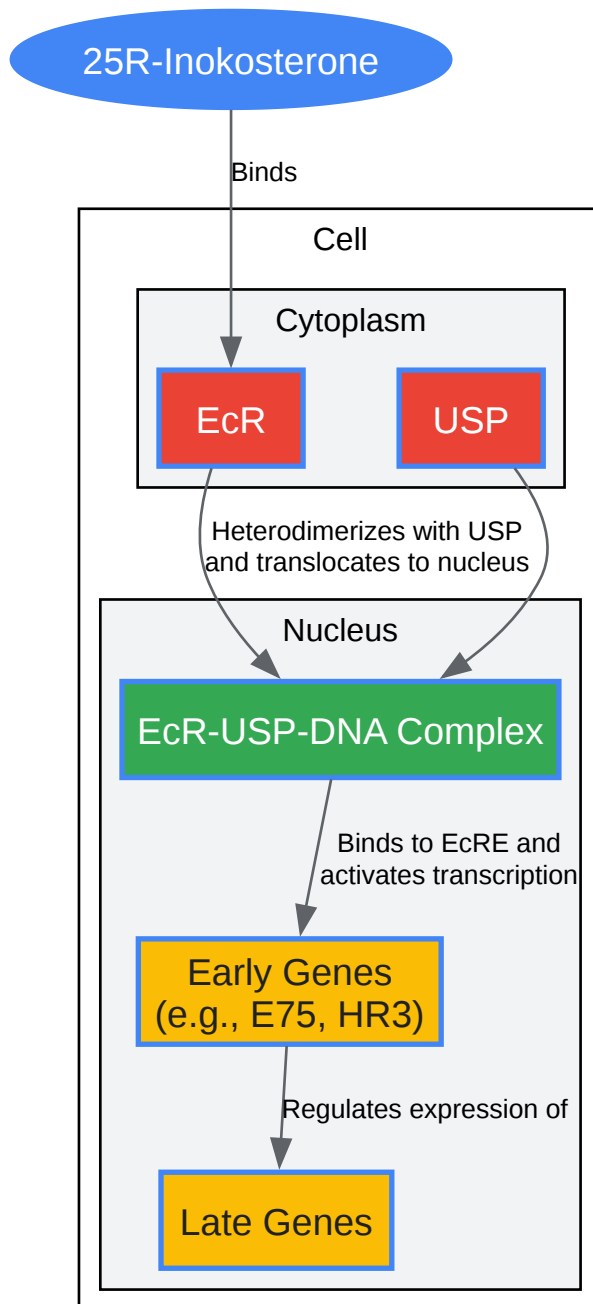 25R-Inokosterone
Binds
Cell
Cytoplasm
EcR
USP
Heterodimerizes with USP
and translocates to nucleus
Nucleus
EcR-USP-DNA Complex
Binds to EcRE and
activates transcription
Early Genes
(e.g., E75, HR3)
Regulates expression of
Late Genes